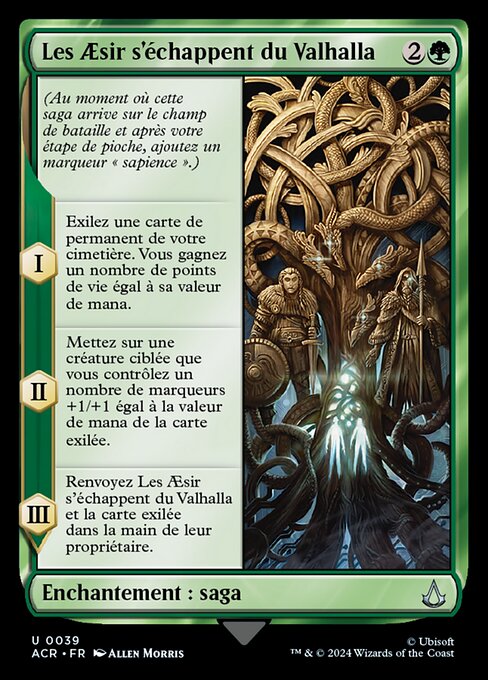 Les Æsir s'échappent du Valhalla 2
(Au moment où cette
saga arrive sur le champ
de bataille et après votre
étape de pioche, ajoutez un
marqueur « sapience ».)
I
Exilez une carte de
permanent de votre
cimetière. Vous gagnez
un nombre de points
de vie égal à sa valeur
de mana.
II
Mettez sur une
créature ciblée que
vous contrôlez un
nombre de marqueurs
+1/+1 égal à la valeur
de mana de la carte
exilée.
III
Renvoyez Les Æsir
s'échappent du Valhalla
et la carte exilée
dans la main de leur
propriétaire.
Enchantement : saga
U 0039
ACR • FR Allen Morris
© Ubisoft
™ & © 2024 Wizards of the Coast